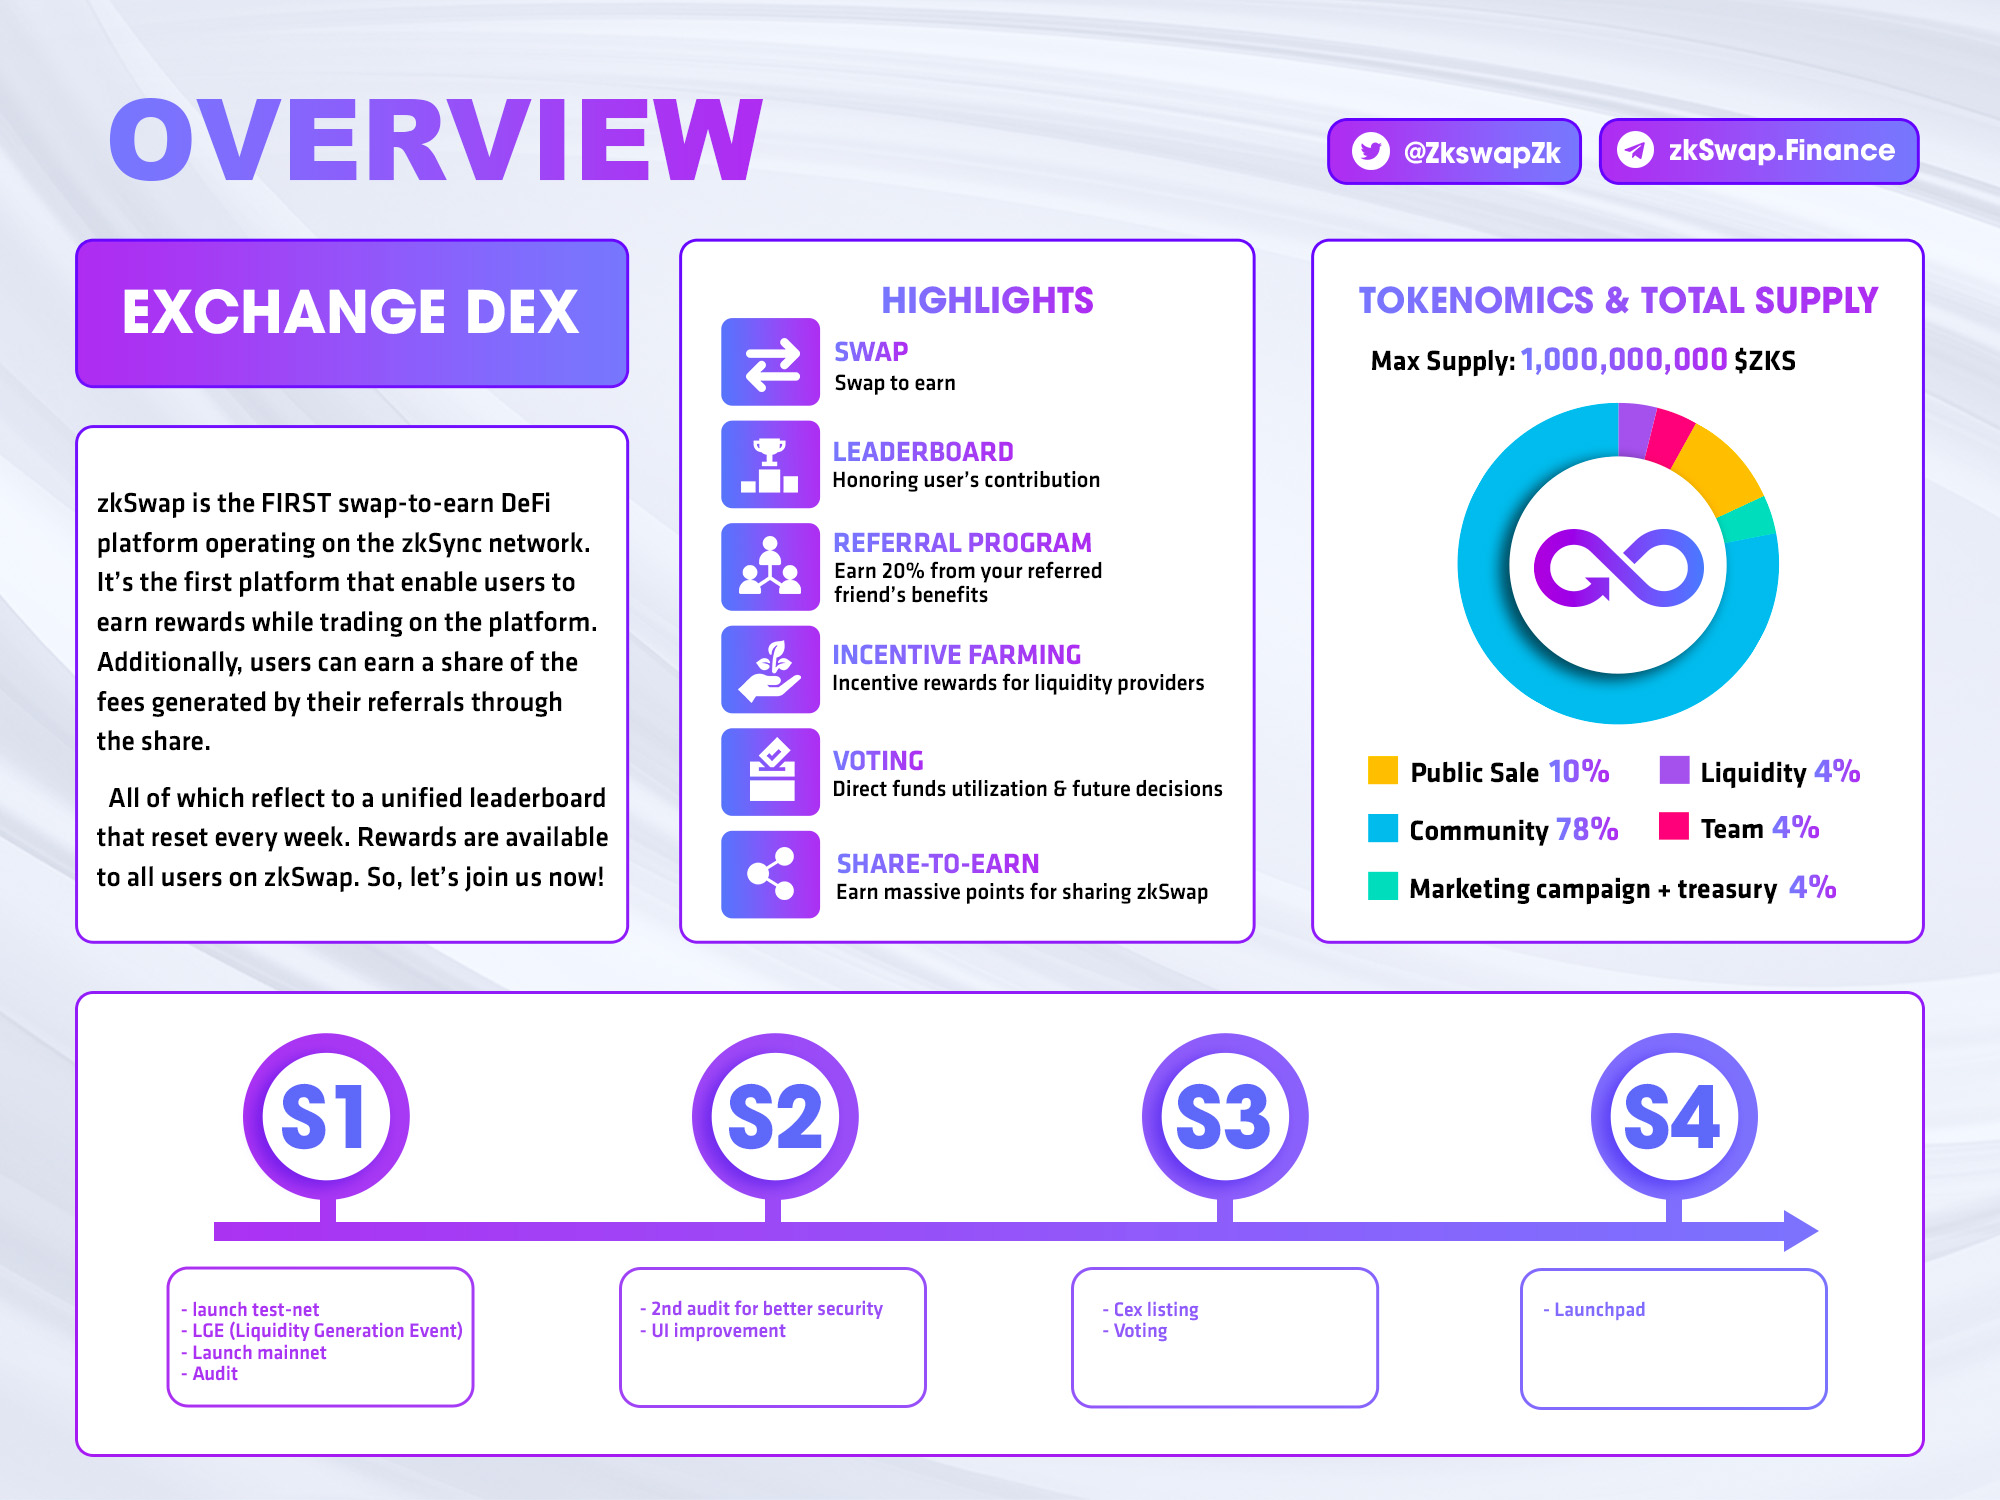 OVERVIEW
@ZkswapZk
zkSwap.Finance
EXCHANGE DEX
zkSwap is the FIRST swap-to-earn DeFi
platform operating on the zkSync network.
It's the first platform that enable users to
earn rewards while trading on the platform.
Additionally, users can earn a share of the
fees generated by their referrals through
the share.
All of which reflect to a unified leaderboard
that reset every week. Rewards are available
to all users on zkSwap. So, let's join us now!
HIGHLIGHTS
SWAP
Swap to earn
LEADERBOARD
Honoring user's contribution
REFERRAL PROGRAM
Earn 20% from your referred
friend's benefits
INCENTIVE FARMING
Incentive rewards for liquidity providers
VOTING
Direct funds utilization & future decisions
SHARE-TO-EARN
Earn massive points for sharing zkSwap
TOKENOMICS & TOTAL SUPPLY
Max Supply: 1,000,000,000 $ZKS
Public Sale 10%
Liquidity 4%
Community 78%
Team 4%
Marketing campaign + treasury 4%
S1
S2
S3
S4
- launch test-net
- LGE (Liquidity Generation Event)
- Launch mainnet
- Audit
- 2nd audit for better security
- UI improvement
- Cex listing
- Voting
- Launchpad